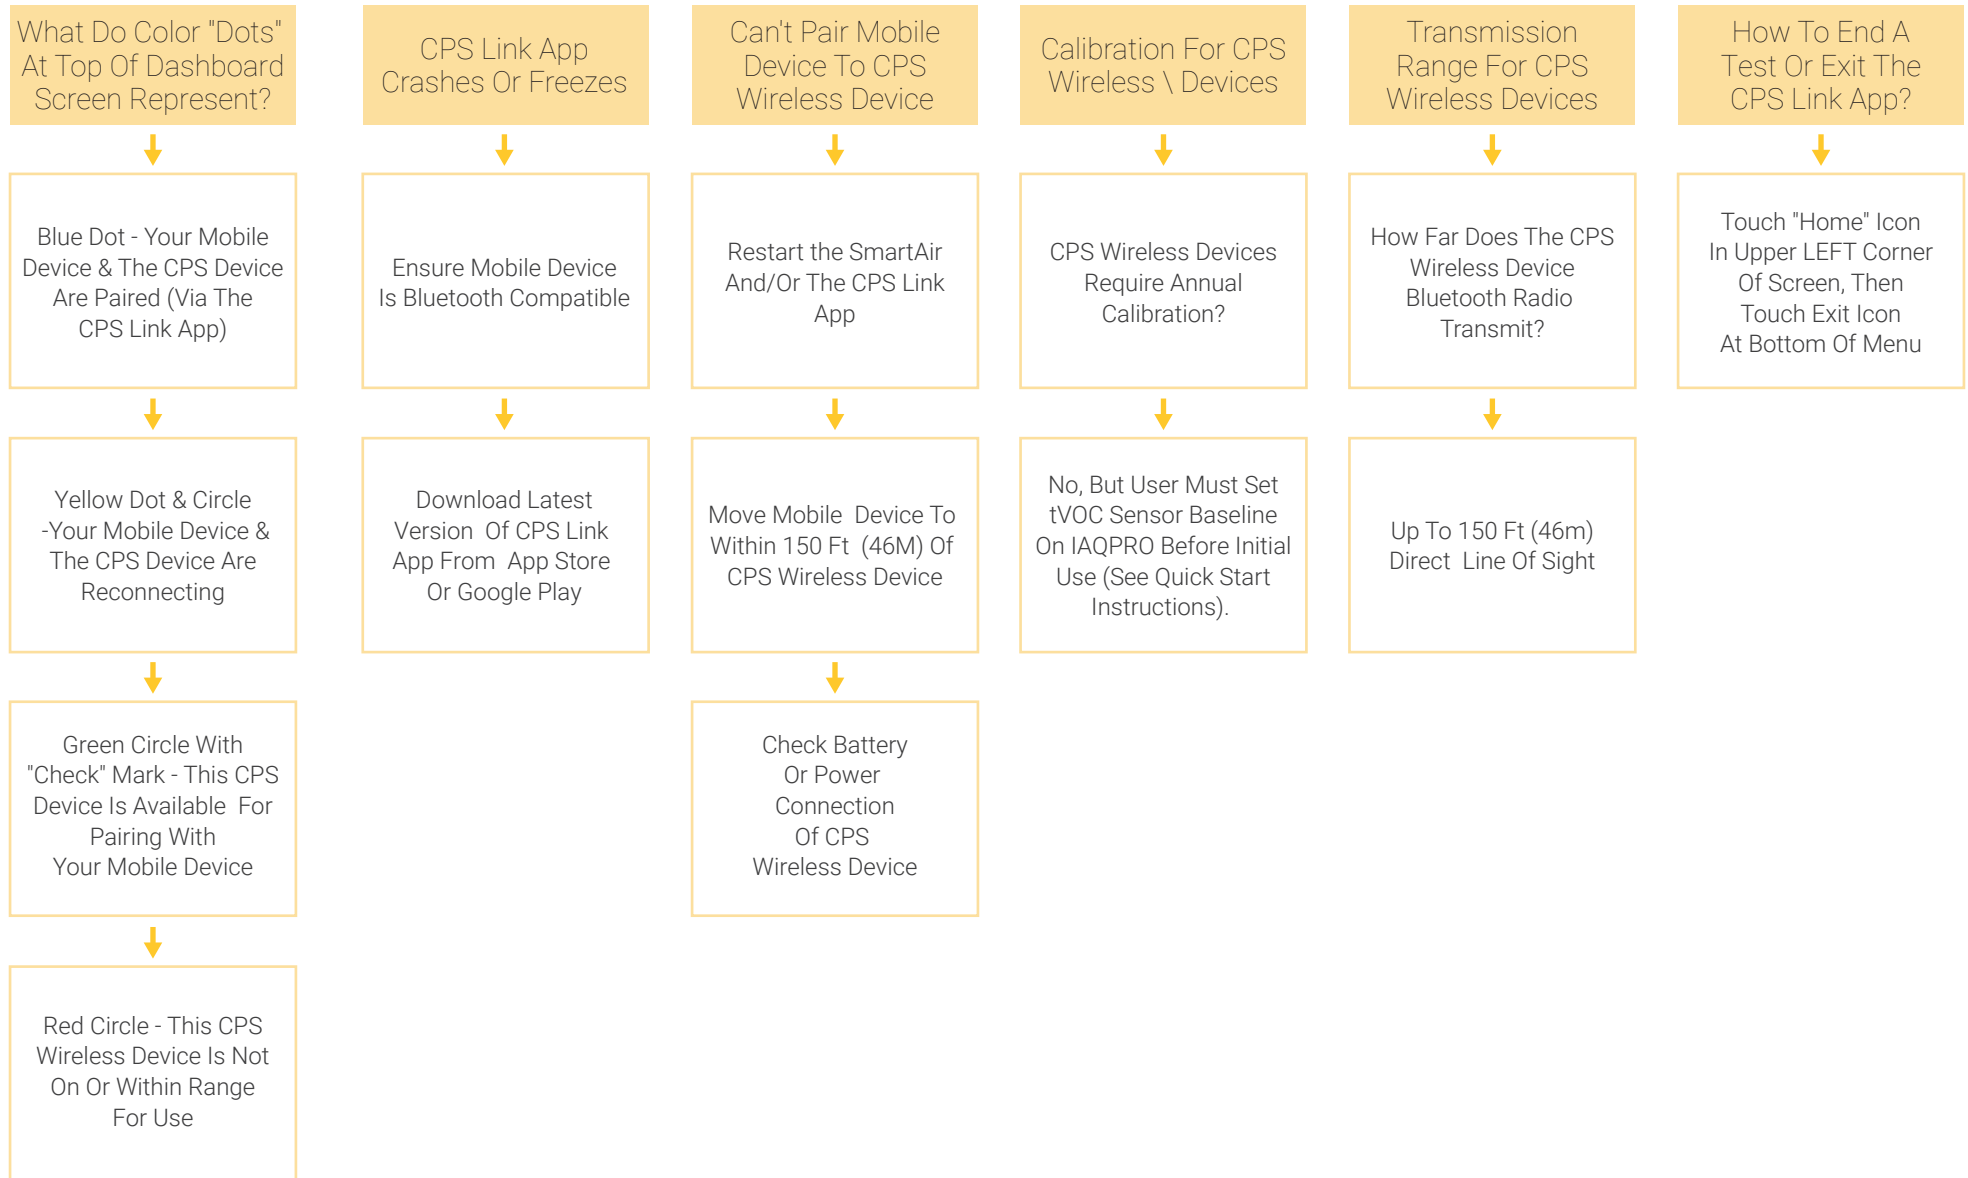 What Do Color "Dots"
At Top Of Dashboard
Screen Represent?
Blue Dot - Your Mobile
Device & The CPS Device
Are Paired (Via The
CPS Link App)
Yellow Dot & Circle
-Your Mobile Device &
The CPS Device Are
Reconnecting
Green Circle With
"Check" Mark - This CPS
Device Is Available  For
Pairing With
Your Mobile Device
Red Circle - This CPS
Wireless Device Is Not
On Or Within Range
For Use
CPS Link App
Crashes Or Freezes
Ensure Mobile Device
Is Bluetooth Compatible
Download Latest
Version  Of CPS Link
App From  App Store
Or Google Play
Can't Pair Mobile
Device To CPS
Wireless Device
Restart the SmartAir
And/Or The CPS Link
App
Move Mobile  Device To
Within 150 Ft  (46M) Of
CPS Wireless Device
Check Battery
Or Power
Connection
Of CPS
Wireless Device
Calibration For CPS
Wireless \ Devices
CPS Wireless Devices
Require Annual
Calibration?
No, But User Must Set
tVOC Sensor Baseline
On IAQPRO Before Initial
Use (See Quick Start
Instructions).
Transmission
Range For CPS
Wireless Devices
How Far Does The CPS
Wireless Device
Bluetooth Radio
Transmit?
Up To 150 Ft (46m)
Direct  Line Of Sight
How To End A
Test Or Exit The
CPS Link App?
Touch "Home" Icon
In Upper LEFT Corner
Of Screen, Then
Touch Exit Icon
At Bottom Of Menu